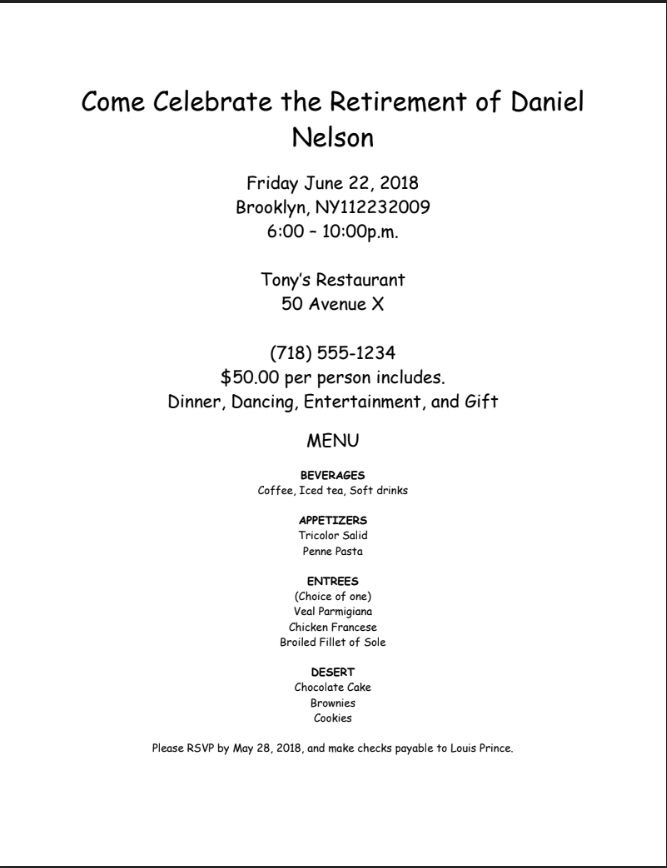 Come Celebrate the Retirement of Daniel
Nelson
Friday June 22, 2018
Brooklyn, NY112232009
6:00 – 10:00p.m.
Tony's Restaurant
50 Avenue X
(718) 555-1234
$50.00 per person includes.
Dinner, Dancing, Entertainment, and Gift
MENU
BEVERAGES
Coffee, Iced tea, Soft drinks
APPETIZERS
Tricolor Salid
Penne Pasta
ENTREES
(Choice of one)
Veal Parmigiana
Chicken Francese
Broiled Fillet of Sole
DESERT
Chocolate Cake
Brownies
Cookies
Please RSVP by May 28, 2018, and make checks payable to Louis Prince.